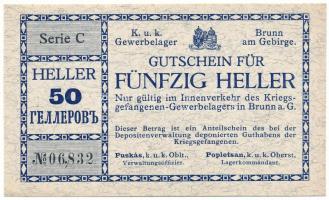 Serie C
HELLER
50
ГЕЛЛЕРОВЪ
№06,832
K. u. k. Gewerbelager
Brunn am Gebirge.
GUTSCHEIN FÜR
FÜNFZIG HELLER
Nur gültig im Innenverkehr des Kriegs-
gefangenen-Gewerbelagers in Brunn a. G.
Dieser Betrag ist ein Anteilschein des bei der
Depositenverwaltung deponierten Guthabens der
Kriegsgefangenen.
Puskás, k. u. k. Oblt.,
Verwaltungsoffizier.
Popletsan, k. u. k. Oberst,
Lagerkommandant.